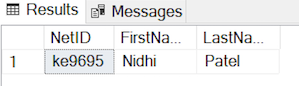 Results Messages
NetID FirstNa... LastNa...
1 ke9695 Nidhi Patel